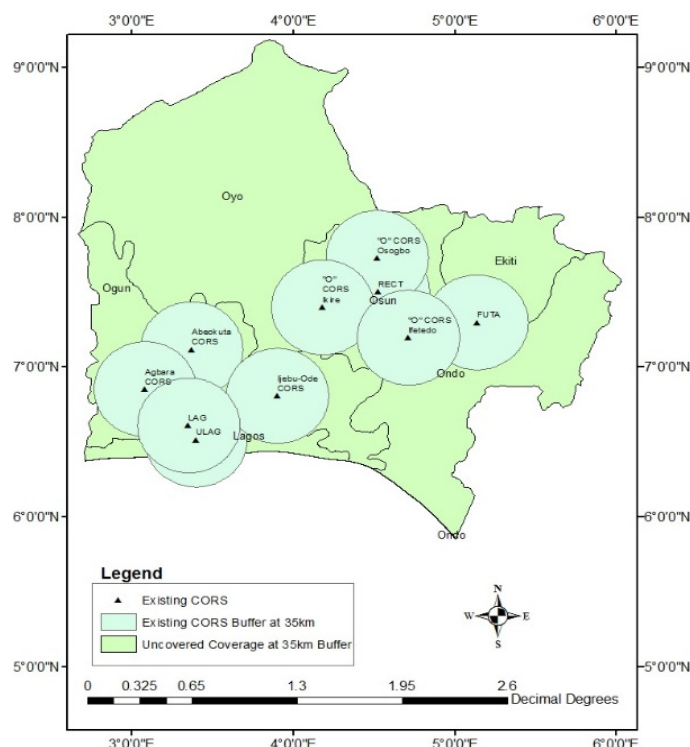 3°0'0"E 4°0'0"E 5°0'0"E 6°0'0"E
9°0'0"N 9°0'0"N
Oyo
8°0'0"N 8°0'0"N
"O" CORS
Osogbo
Ekiti
Ogun
"O"
CORS
Ikire
RECT
Osun
"O" CORS
Ifetedo
FUTA
Abeokuta
CORS
7°0'0"N 7°0'0"N
Agbara
CORS
Ijebu-Ode
CORS
Ondo
LAG
ULAG
Lagos
6°0'0"N 6°0'0"N
Ondo
Legend
Existing CORS
Existing CORS Buffer at 35km
Uncovered Coverage at 35km Buffer
N
W E
S
5°0'0"N 5°0'0"N
0 0.325 0.65 1.3 1.95 2.6
Decimal Degrees
3°0'0"E 4°0'0"E 5°0'0"E 6°0'0"E